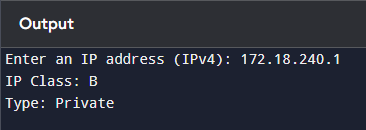 Output
Enter an IP address (IPv4): 172.18.240.1
IP Class: B
Type: Private